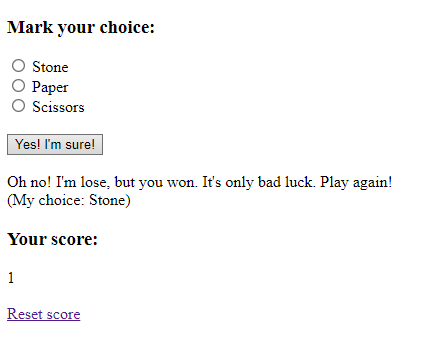 Mark your choice:
Stone
Paper
Scissors
Yes! I'm sure!
Oh no! I'm lose, but you won. It's only bad luck. Play again!
(My choice: Stone)
Your score:
1
Reset score